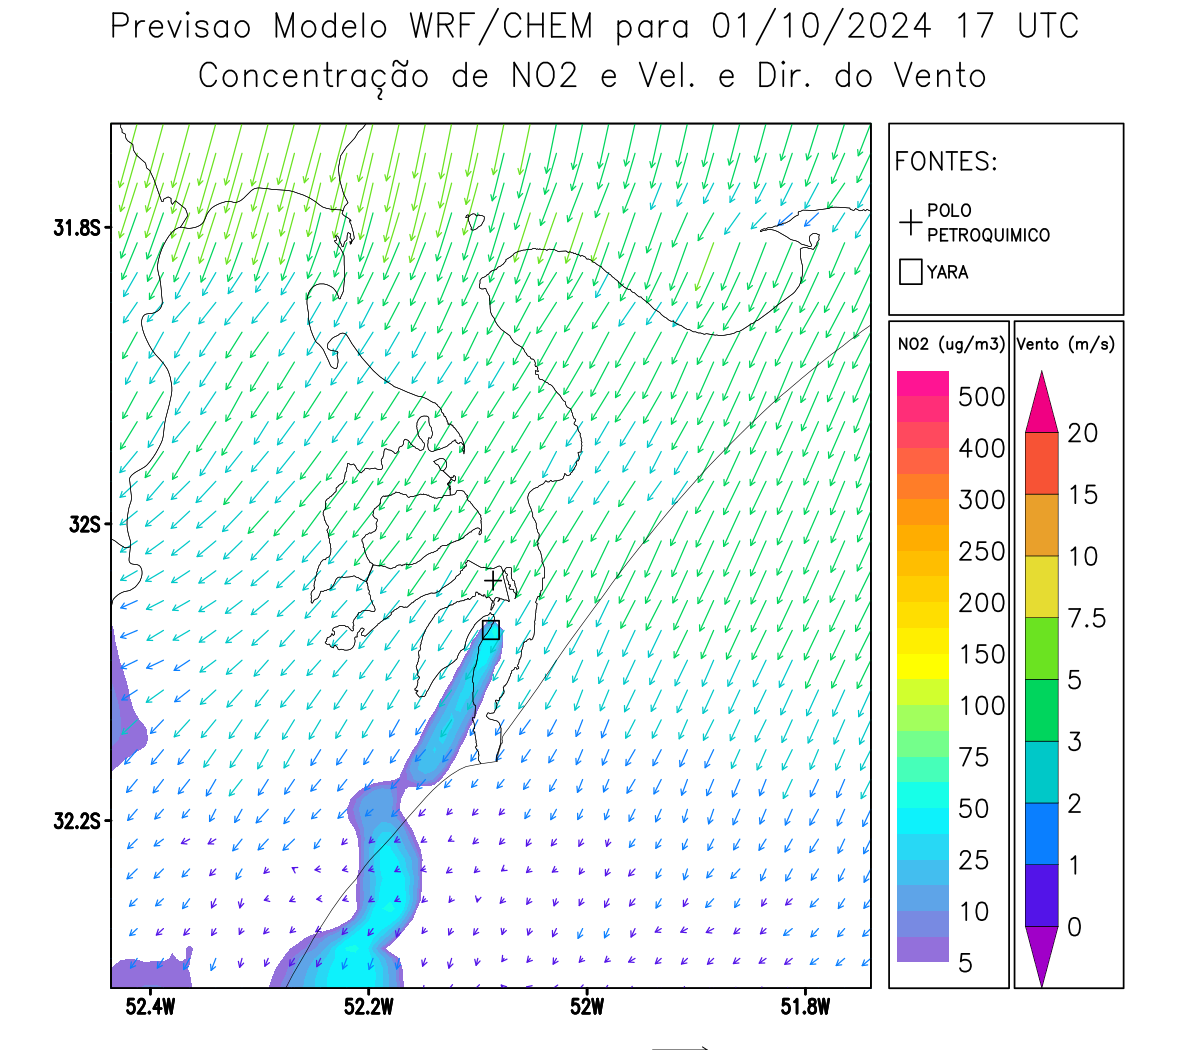 Previsao Modelo WRF/CHEM para 01/10/2024 17 UTC
Concentração de NO2 e Vel. e Dir. do Vento
FONTES:
POLO
PETROQUIMICO
YARA
NO2 (ug/m3)
500
400
300
250
200
150
100
75
50
25
10
5
Vento (m/s)
20
15
10
7.5
5
3
2
1
0
31.8S
32S
32.2S
52.4W
52.2W
52W
51.8W